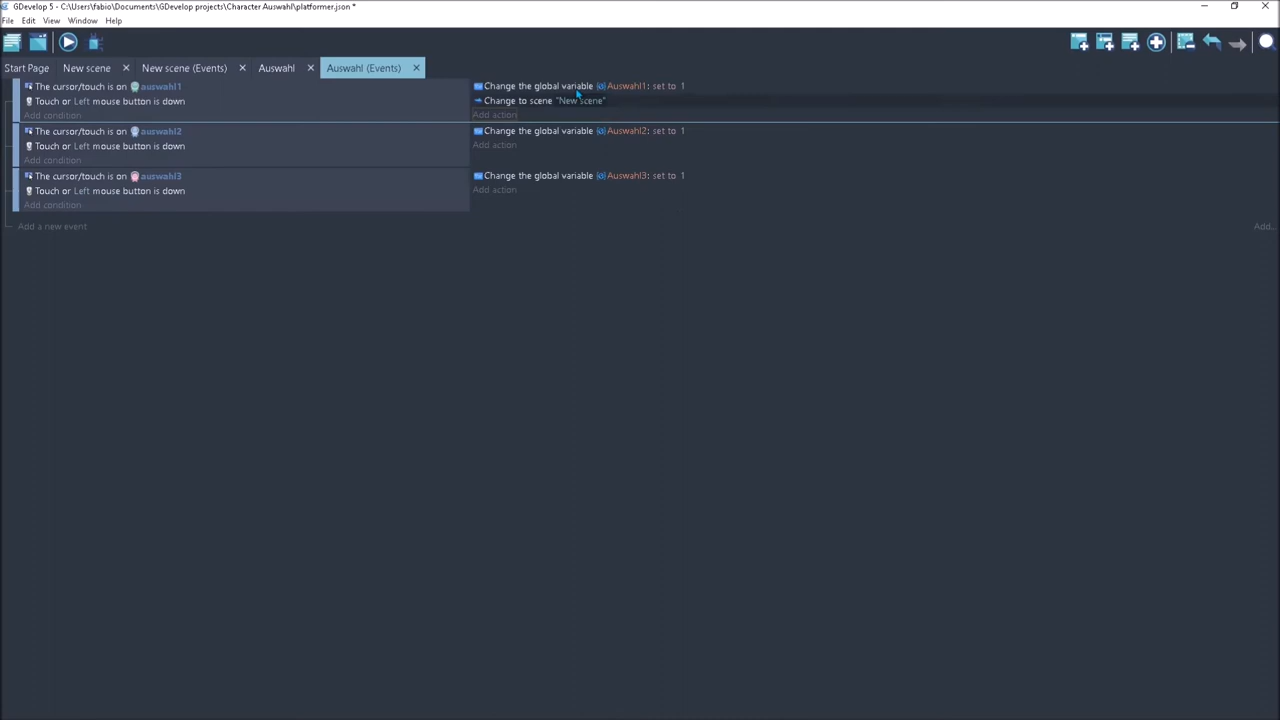 GDevelop 5 - C:\Users\fabio\Documents\GDevelop projects\Character Auswahl\platformer.json *
File Edit View Window Help
Start Page New scene × New scene (Events) × Auswahl × Auswahl (Events) ×
The cursor/touch is on auswahl1
Touch or Left mouse button is down
Add condition
Change the global variable Auswahl1: set to 1
Change to scene "New scene"
Add action
The cursor/touch is on auswahl2
Touch or Left mouse button is down
Add condition
Change the global variable Auswahl2: set to 1
Add action
The cursor/touch is on auswahl3
Touch or Left mouse button is down
Add condition
Change the global variable Auswahl3: set to 1
Add action
Add a new event
Add...